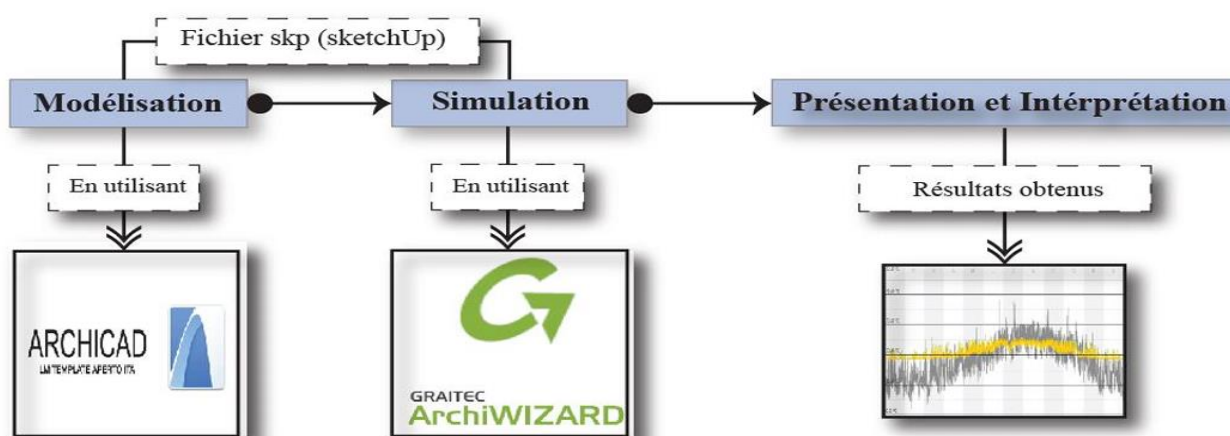 Fichier skp (sketchUp)
Modélisation
Simulation
Présentation et Intérprétation
En utilisant
En utilisant
Résultats obtenus
ARCHICAD
GRAITEC
ArchiWIZARD